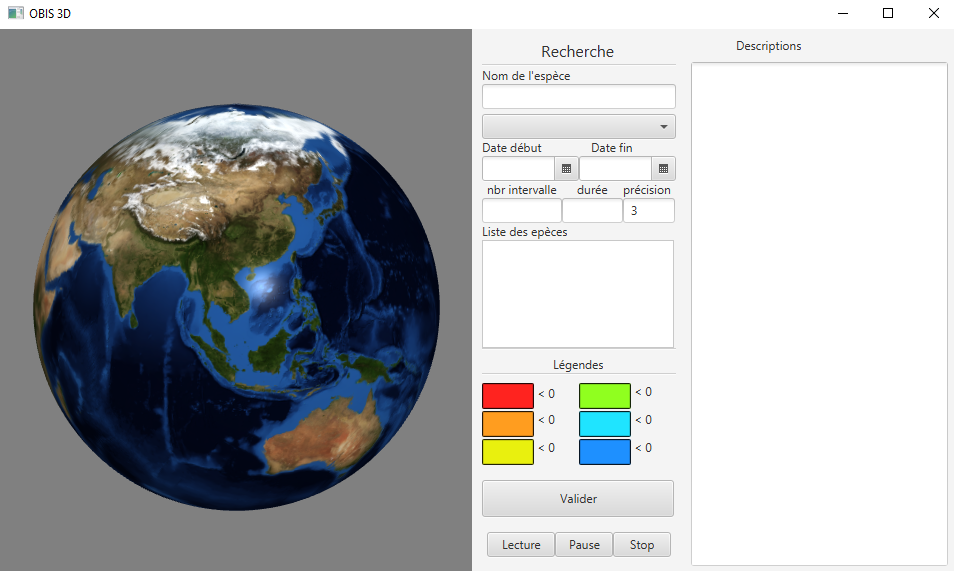 OBIS 3D
Recherche
Nom de l'espèce
Date début Date fin
nbr intervalle durée précision
3
Liste des epèces
Légendes
< 0 < 0
< 0 < 0
< 0 < 0
Valider
Lecture Pause Stop
Descriptions